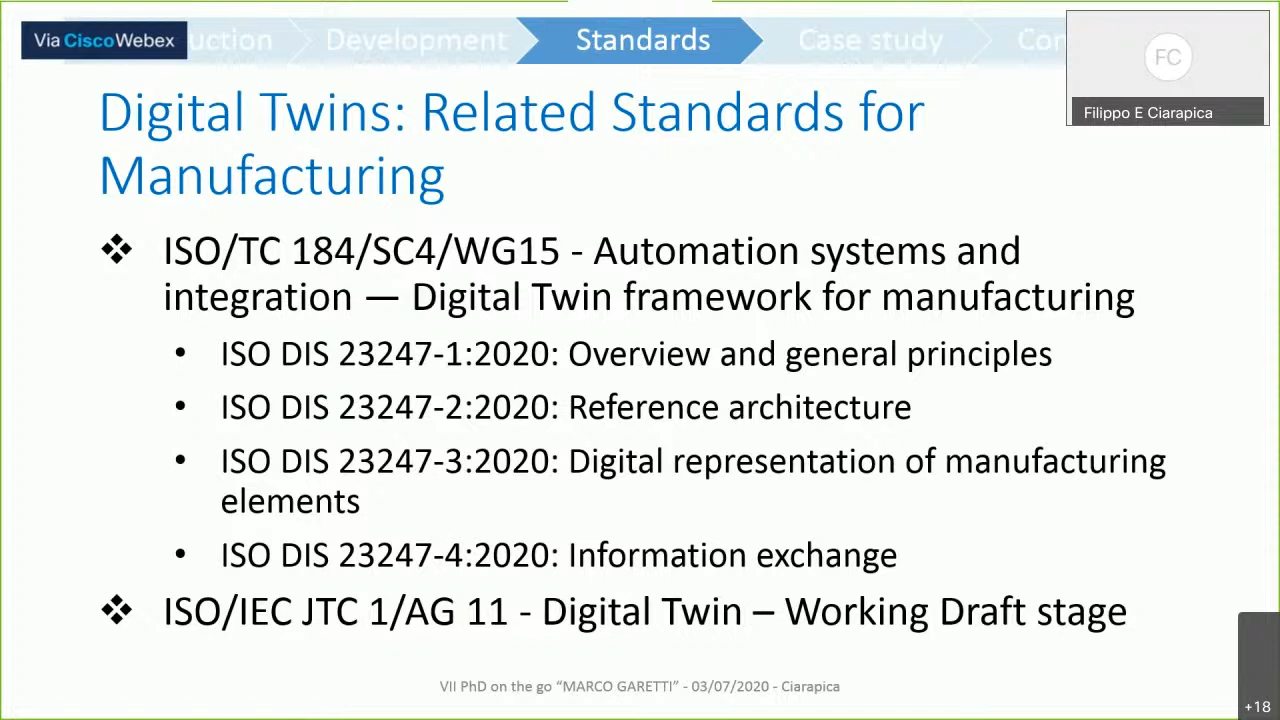 Via CiscoWebex
Development
Standards
Case study
FC
Filippo E Ciarapica
Digital Twins: Related Standards for
Manufacturing
❖ ISO/TC 184/SC4/WG15 - Automation systems and
integration — Digital Twin framework for manufacturing
• ISO DIS 23247-1:2020: Overview and general principles
• ISO DIS 23247-2:2020: Reference architecture
• ISO DIS 23247-3:2020: Digital representation of manufacturing
elements
• ISO DIS 23247-4:2020: Information exchange
❖ ISO/IEC JTC 1/AG 11 - Digital Twin – Working Draft stage
VII PhD on the go “MARCO GARETTI” - 03/07/2020 - Ciarapica
+18